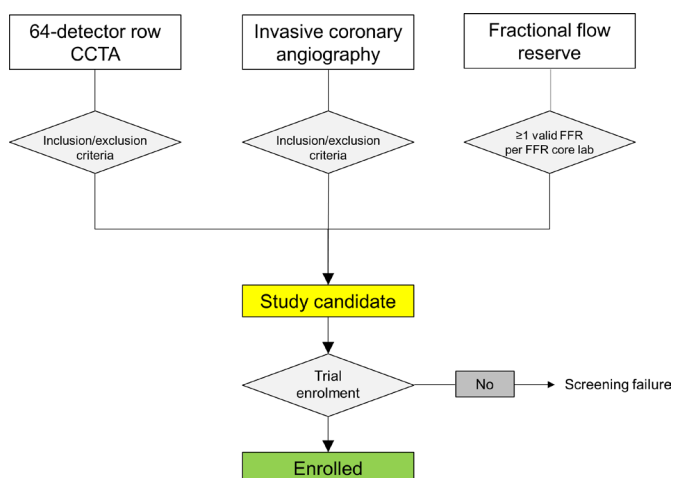 64-detector row
CCTA
Invasive coronary
angiography
Fractional flow
reserve
Inclusion/exclusion
criteria
Inclusion/exclusion
criteria
≥1 valid FFR
per FFR core lab
Study candidate
Trial
enrolment
No
Screening failure
Enrolled